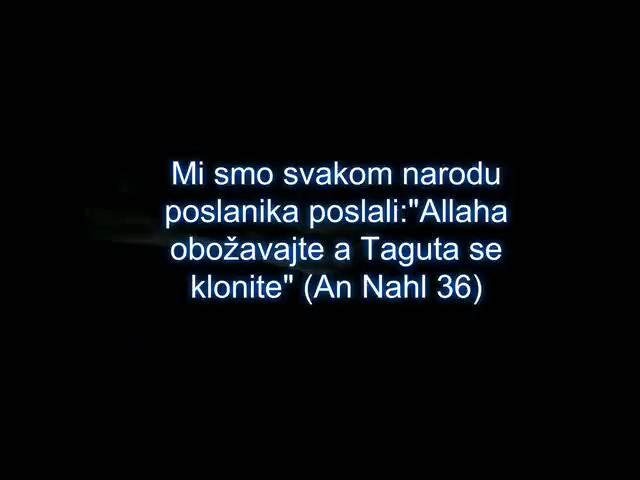 Mi smo svakom narodu
poslanika poslali:"Allaha
obožavajte a Taguta se
klonite" (An Nahl 36)